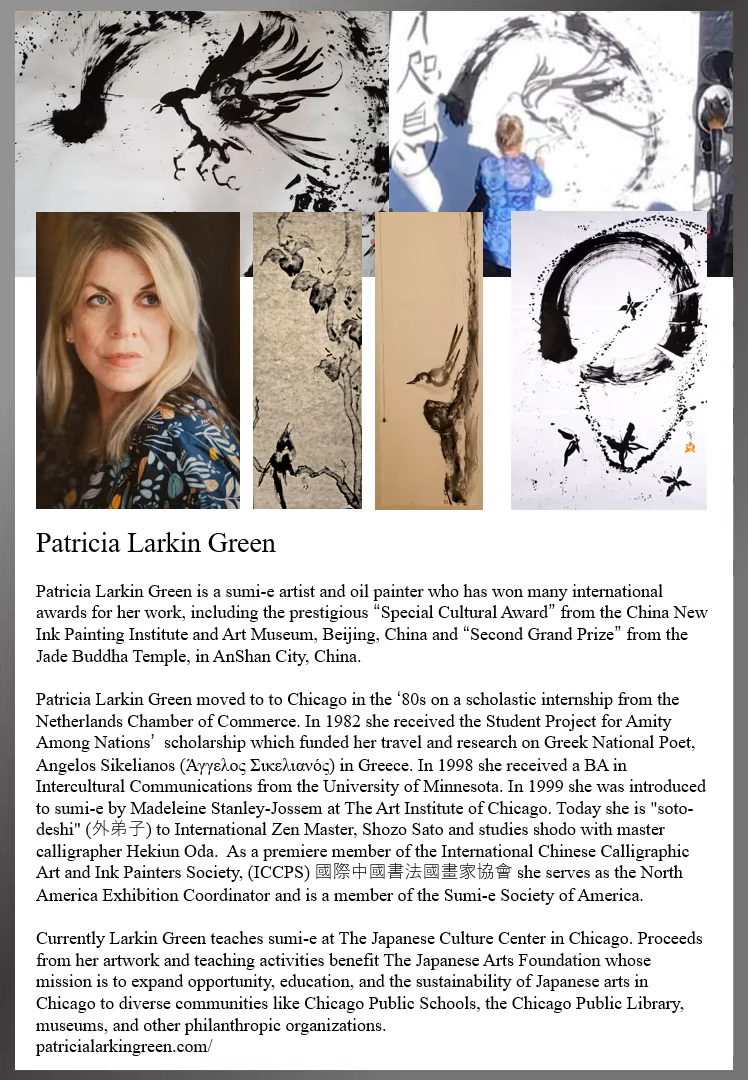 Patricia Larkin Green
Patricia Larkin Green is a sumi-e artist and oil painter who has won many international
awards for her work, including the prestigious “Special Cultural Award” from the China New
Ink Painting Institute and Art Museum, Beijing, China and “Second Grand Prize” from the
Jade Buddha Temple, in AnShan City, China.
Patricia Larkin Green moved to to Chicago in the ‘80s on a scholastic internship from the
Netherlands Chamber of Commerce. In 1982 she received the Student Project for Amity
Among Nations’ scholarship which funded her travel and research on Greek National Poet,
Angelos Sikelianos (Άγγελος Σικελιανός) in Greece. In 1998 she received a BA in
Intercultural Communications from the University of Minnesota. In 1999 she was introduced
to sumi-e by Madeleine Stanley-Jossem at The Art Institute of Chicago. Today she is "soto-
deshi" (外弟子) to International Zen Master, Shozo Sato and studies shodo with master
calligrapher Hekiun Oda.  As a premiere member of the International Chinese Calligraphic
Art and Ink Painters Society, (ICCPS) 國際中國書法國畫家協會 she serves as the North
America Exhibition Coordinator and is a member of the Sumi-e Society of America.
Currently Larkin Green teaches sumi-e at The Japanese Culture Center in Chicago. Proceeds
from her artwork and teaching activities benefit The Japanese Arts Foundation whose
mission is to expand opportunity, education, and the sustainability of Japanese arts in
Chicago to diverse communities like Chicago Public Schools, the Chicago Public Library,
museums, and other philanthropic organizations.
patricialarkingreen.com/